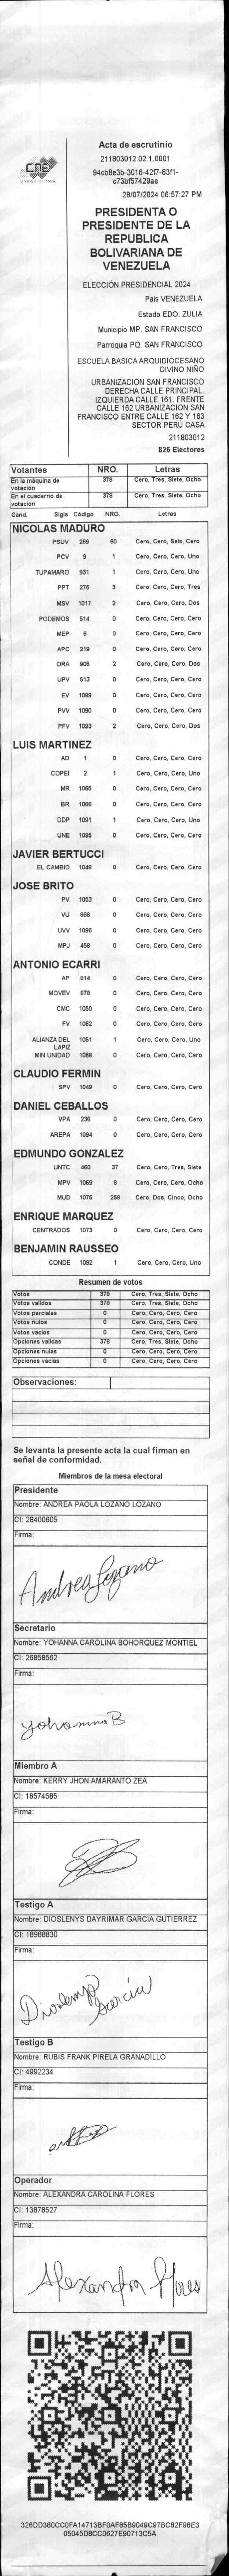 CNE
Acta de escrutinio
211803012.02.1.0001
94cb8e3b-3016-42f7-83f1-
c73bf57429ae
28/07/2024 06:57:27 PM
PRESIDENTA O
PRESIDENTE DE LA
REPUBLICA
BOLIVARIANA DE
VENEZUELA
ELECCIÓN PRESIDENCIAL 2024
País VENEZUELA
Estado EDO. ZULIA
Municipio MP. SAN FRANCISCO
Parroquia PQ. SAN FRANCISCO
ESCUELA BASICA ARQUIDIOCESANO
DIVINO NIÑO
URBANIZACION SAN FRANCISCO
DERECHA CALLE PRINCIPAL.
IZQUIERDA CALLE 161. FRENTE
CALLE 162 URBANIZACION SAN
FRANCISCO ENTRE CALLE 162 Y 163
SECTOR PERÚ CASA
211803012
826 Electores
Votantes NRO. Letras
En la máquina de votación 378 Cero, Tres, Siete, Ocho
En el cuaderno de votación 378 Cero, Tres, Siete, Ocho
Cand. Sigla Código NRO. Letras
NICOLAS MADURO
PSUV 269 60 Cero, Cero, Seis, Cero
PCV 9 1 Cero, Cero, Cero, Uno
TUPAMARO 931 1 Cero, Cero, Cero, Uno
PPT 276 3 Cero, Cero, Cero, Tres
MSV 1017 2 Cero, Cero, Cero, Dos
PODEMOS 514 0 Cero, Cero, Cero, Cero
MEP 6 0 Cero, Cero, Cero, Cero
APC 219 0 Cero, Cero, Cero, Cero
ORA 906 2 Cero, Cero, Cero, Dos
UPV 613 0 Cero, Cero, Cero, Cero
EV 1089 0 Cero, Cero, Cero, Cero
PVV 1090 0 Cero, Cero, Cero, Cero
PFV 1093 2 Cero, Cero, Cero, Dos
LUIS MARTINEZ
AD 1 0 Cero, Cero, Cero, Cero
COPEI 2 1 Cero, Cero, Cero, Uno
MR 1065 0 Cero, Cero, Cero, Cero
BR 1066 0 Cero, Cero, Cero, Cero
DDP 1091 1 Cero, Cero, Cero, Uno
UNE 1095 0 Cero, Cero, Cero, Cero
JAVIER BERTUCCI
EL CAMBIO 1048 0 Cero, Cero, Cero, Cero
JOSE BRITO
PV 1053 0 Cero, Cero, Cero, Cero
VU 868 0 Cero, Cero, Cero, Cero
UVV 1096 0 Cero, Cero, Cero, Cero
MPJ 458 0 Cero, Cero, Cero, Cero
ANTONIO ECARRI
AP 814 0 Cero, Cero, Cero, Cero
MOVEV 879 0 Cero, Cero, Cero, Cero
CMC 1050 0 Cero, Cero, Cero, Cero
FV 1062 0 Cero, Cero, Cero, Cero
ALIANZA DEL LAPIZ 1061 1 Cero, Cero, Cero, Uno
MIN UNIDAD 1088 0 Cero, Cero, Cero, Cero
CLAUDIO FERMIN
SPV 1049 0 Cero, Cero, Cero, Cero
DANIEL CEBALLOS
VPA 236 0 Cero, Cero, Cero, Cero
AREPA 1094 0 Cero, Cero, Cero, Cero
EDMUNDO GONZALEZ
UNTC 460 37 Cero, Cero, Tres, Siete
MPV 1069 8 Cero, Cero, Cero, Ocho
MUD 1075 258 Cero, Dos, Cinco, Ocho
ENRIQUE MARQUEZ
CENTRADOS 1073 0 Cero, Cero, Cero, Cero
BENJAMIN RAUSSEO
CONDE 1092 1 Cero, Cero, Cero, Uno
Resumen de votos
Votos 378 Cero, Tres, Siete, Ocho
Votos validos 378 Cero, Tres, Siete, Ocho
Votos parciales 0 Cero, Cero, Cero, Cero
Votos nulos 0 Cero, Cero, Cero, Cero
Votos vacios 0 Cero, Cero, Cero, Cero
Opciones validas 378 Cero, Tres, Siete, Ocho
Opciones nulas 0 Cero, Cero, Cero, Cero
Opciones vacias 0 Cero, Cero, Cero, Cero
Observaciones:
Se levanta la presente acta la cual firman en
señal de conformidad.
Miembros de la mesa electoral
Presidente
Nombre: ANDREA PAOLA LOZANO LOZANO
CI: 28400605
Firma:
Andrea Lozano
Secretario
Nombre: YOHANNA CAROLINA BOHORQUEZ MONTIEL
CI: 26858562
Firma:
Yohanna B
Miembro A
Nombre: KERRY JHON AMARANTO ZEA
CI: 18574585
Firma:
Testigo A
Nombre: DIOSLENYS DAYRIMAR GARCIA GUTIERREZ
CI: 18988830
Firma:
Garcia
Testigo B
Nombre: RUBIS FRANK PIRELA GRANADILLO
CI: 4992234
Firma:
Operador
Nombre: ALEXANDRA CAROLINA FLORES
CI: 13878527
Firma:
Alexandra Flores
326DD380CC0FA14713BF0AF85B9049C97BC82F98E3
05045D8CC0627E90713C5A